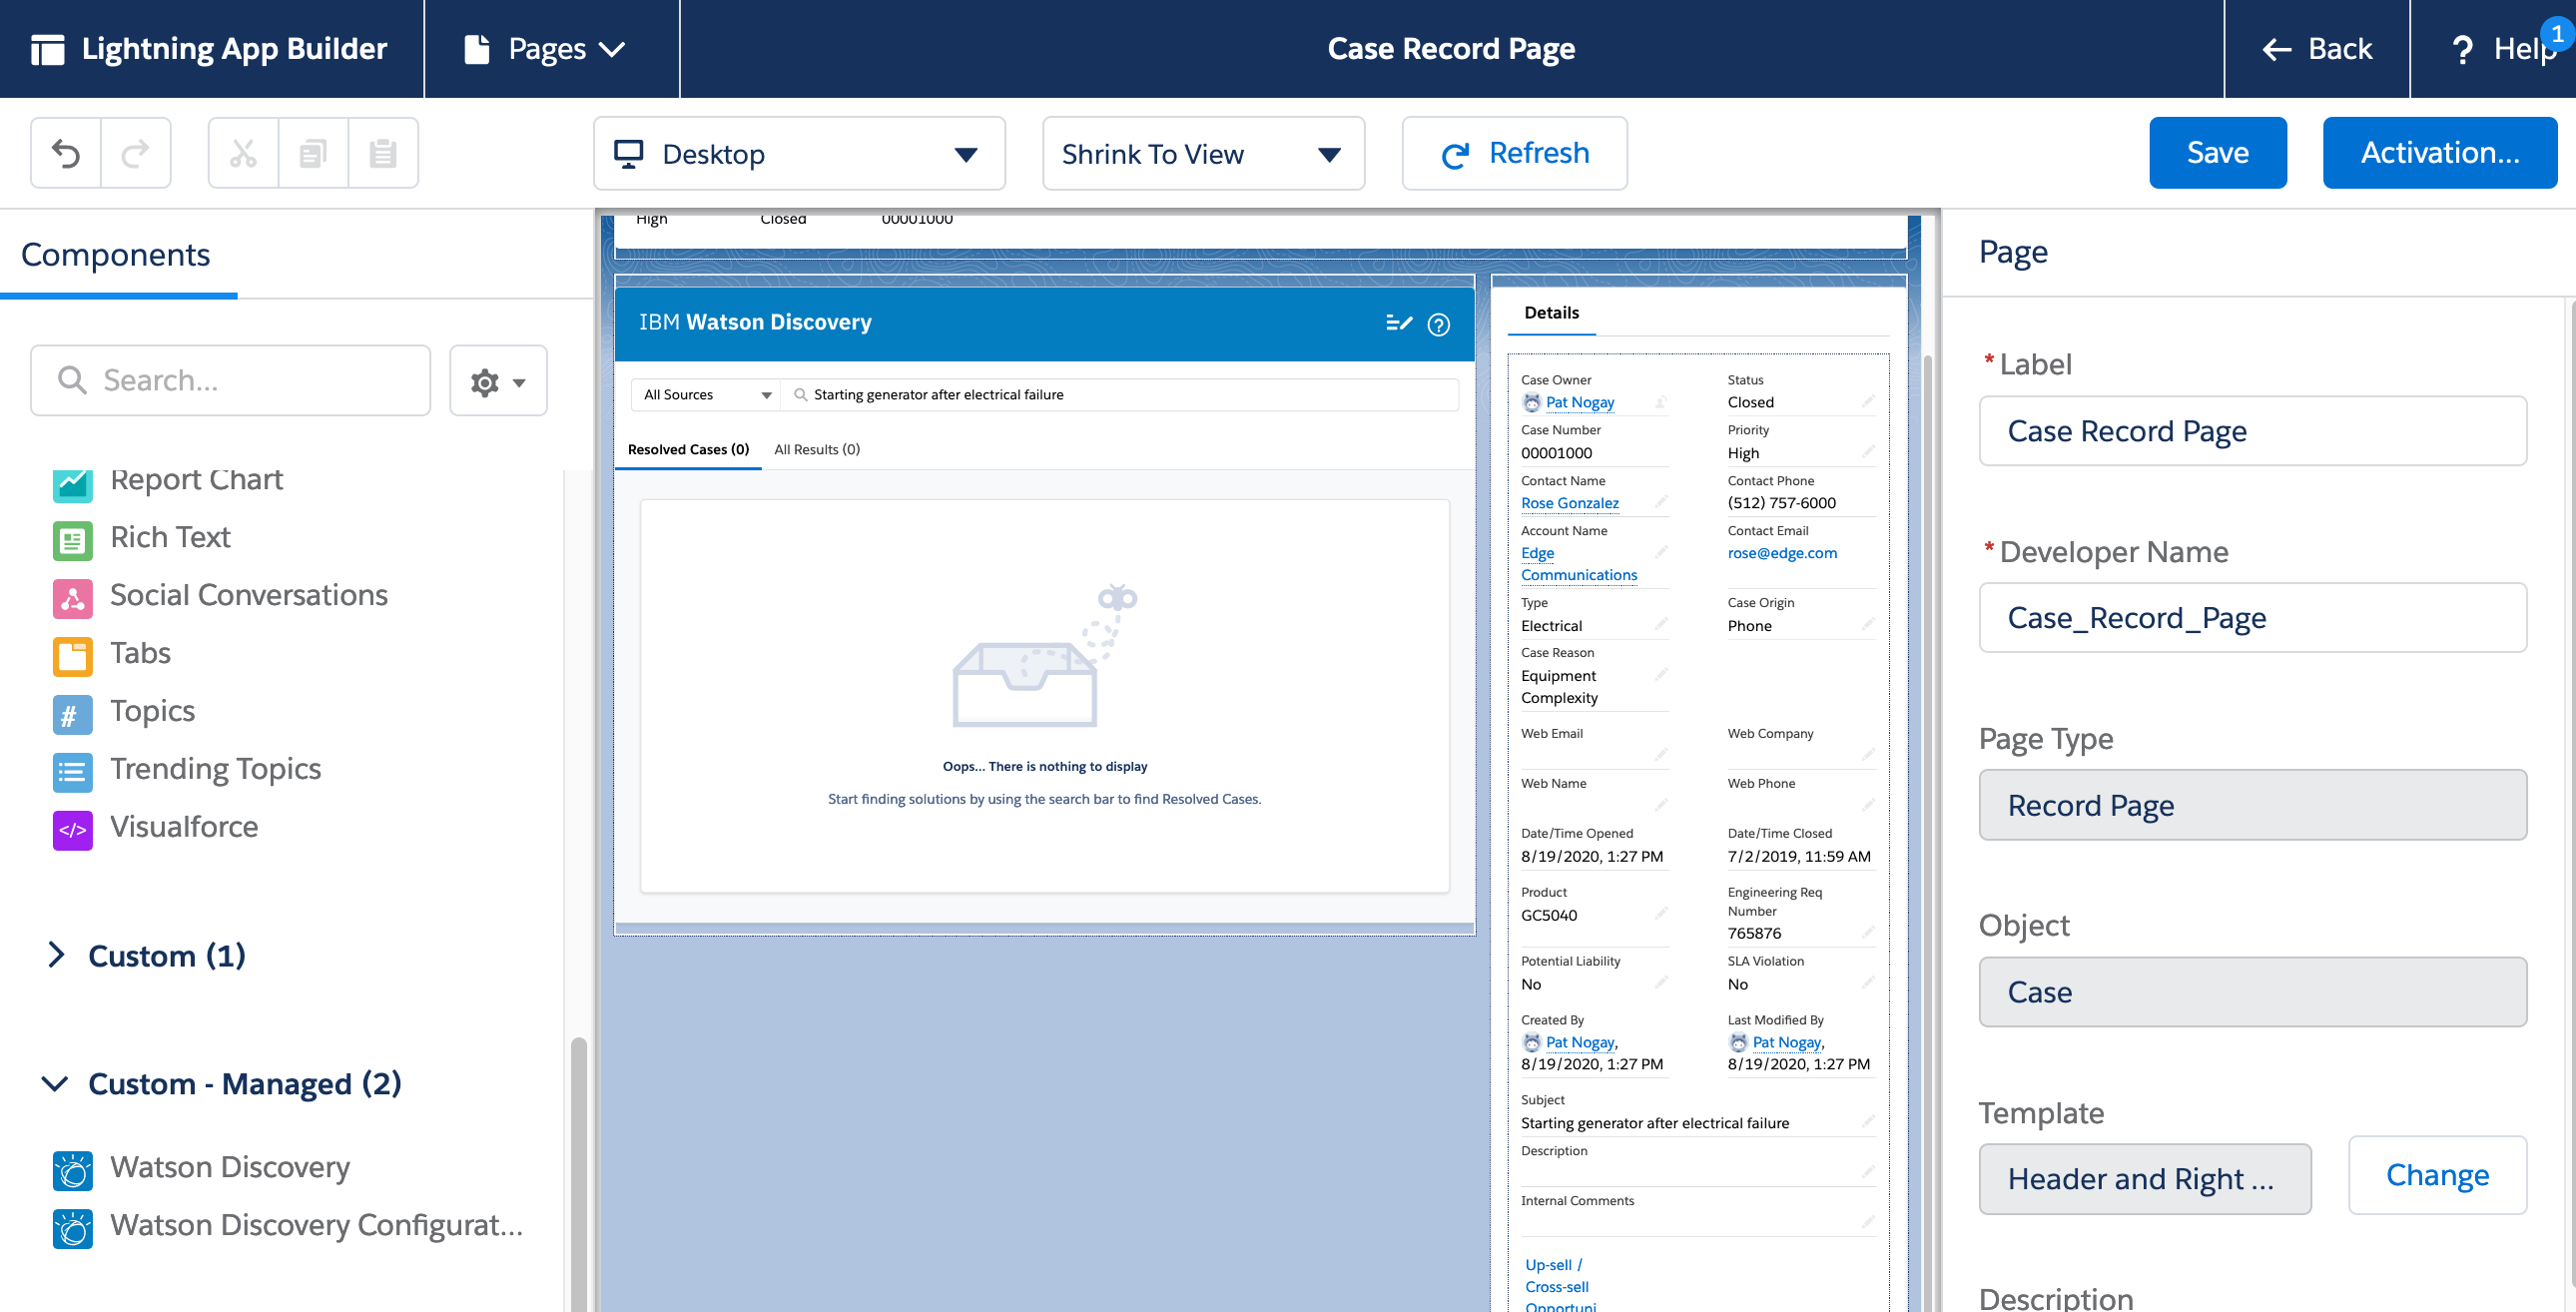 Lightning App Builder
Pages
Case Record Page
Back
? Help
1
Desktop
Shrink To View
Refresh
Save
Activation...
Components
Search...
Report Chart
Rich Text
Social Conversations
Tabs
# Topics
Trending Topics
</> Visualforce
Custom (1)
Custom - Managed (2)
Watson Discovery
Watson Discovery Configurat...
High Closed 00001000
IBM Watson Discovery
?
All Sources
Starting generator after electrical failure
Resolved Cases (0) All Results (0)
Oops... There is nothing to display
Start finding solutions by using the search bar to find Resolved Cases.
Details
Case Owner
Pat Nogay
Status
Closed
Case Number
00001000
Priority
High
Contact Name
Rose Gonzalez
Contact Phone
(512) 757-6000
Account Name
Edge
Communications
Contact Email
rose@edge.com
Type
Electrical
Case Origin
Phone
Case Reason
Equipment
Complexity
Web Email
Web Company
Web Name
Web Phone
Date/Time Opened
8/19/2020, 1:27 PM
Date/Time Closed
7/2/2019, 11:59 AM
Product
GC5040
Engineering Req
Number
765876
Potential Liability
No
SLA Violation
No
Created By
Pat Nogay,
8/19/2020, 1:27 PM
Last Modified By
Pat Nogay,
8/19/2020, 1:27 PM
Subject
Starting generator after electrical failure
Description
Internal Comments
Up-sell /
Cross-sell
Opportuni
Page
*Label
Case Record Page
*Developer Name
Case_Record_Page
Page Type
Record Page
Object
Case
Template
Header and Right ...
Change
Description